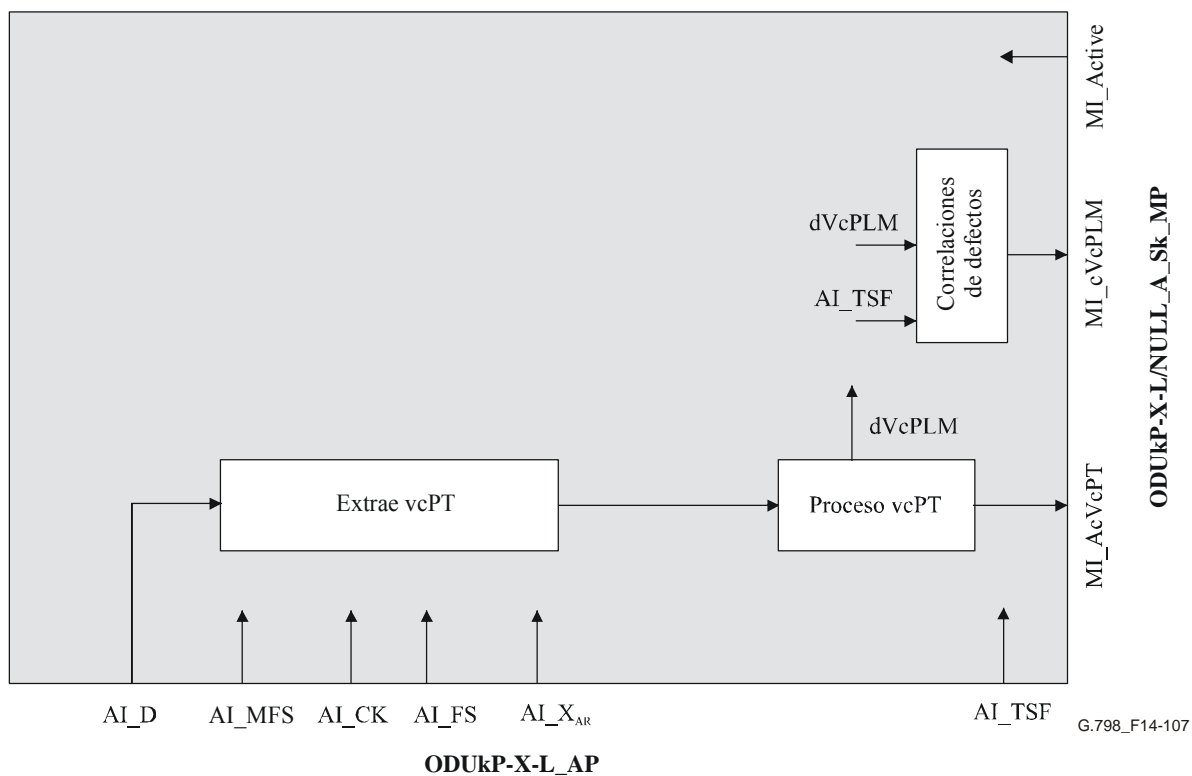 MI_Active
dVcPLM
AI_TSF
Correlaciones
de defectos
MI_cVcPLM
ODUkP-X-L/NULL_A_Sk_MP
dVcPLM
Extrae vcPT
Proceso vcPT
MI_AcVcPT
AI_D
AI_MFS
AI_CK
AI_FS
AI_X_AR
AI_TSF
G.798_F14-107
ODUkP-X-L_AP